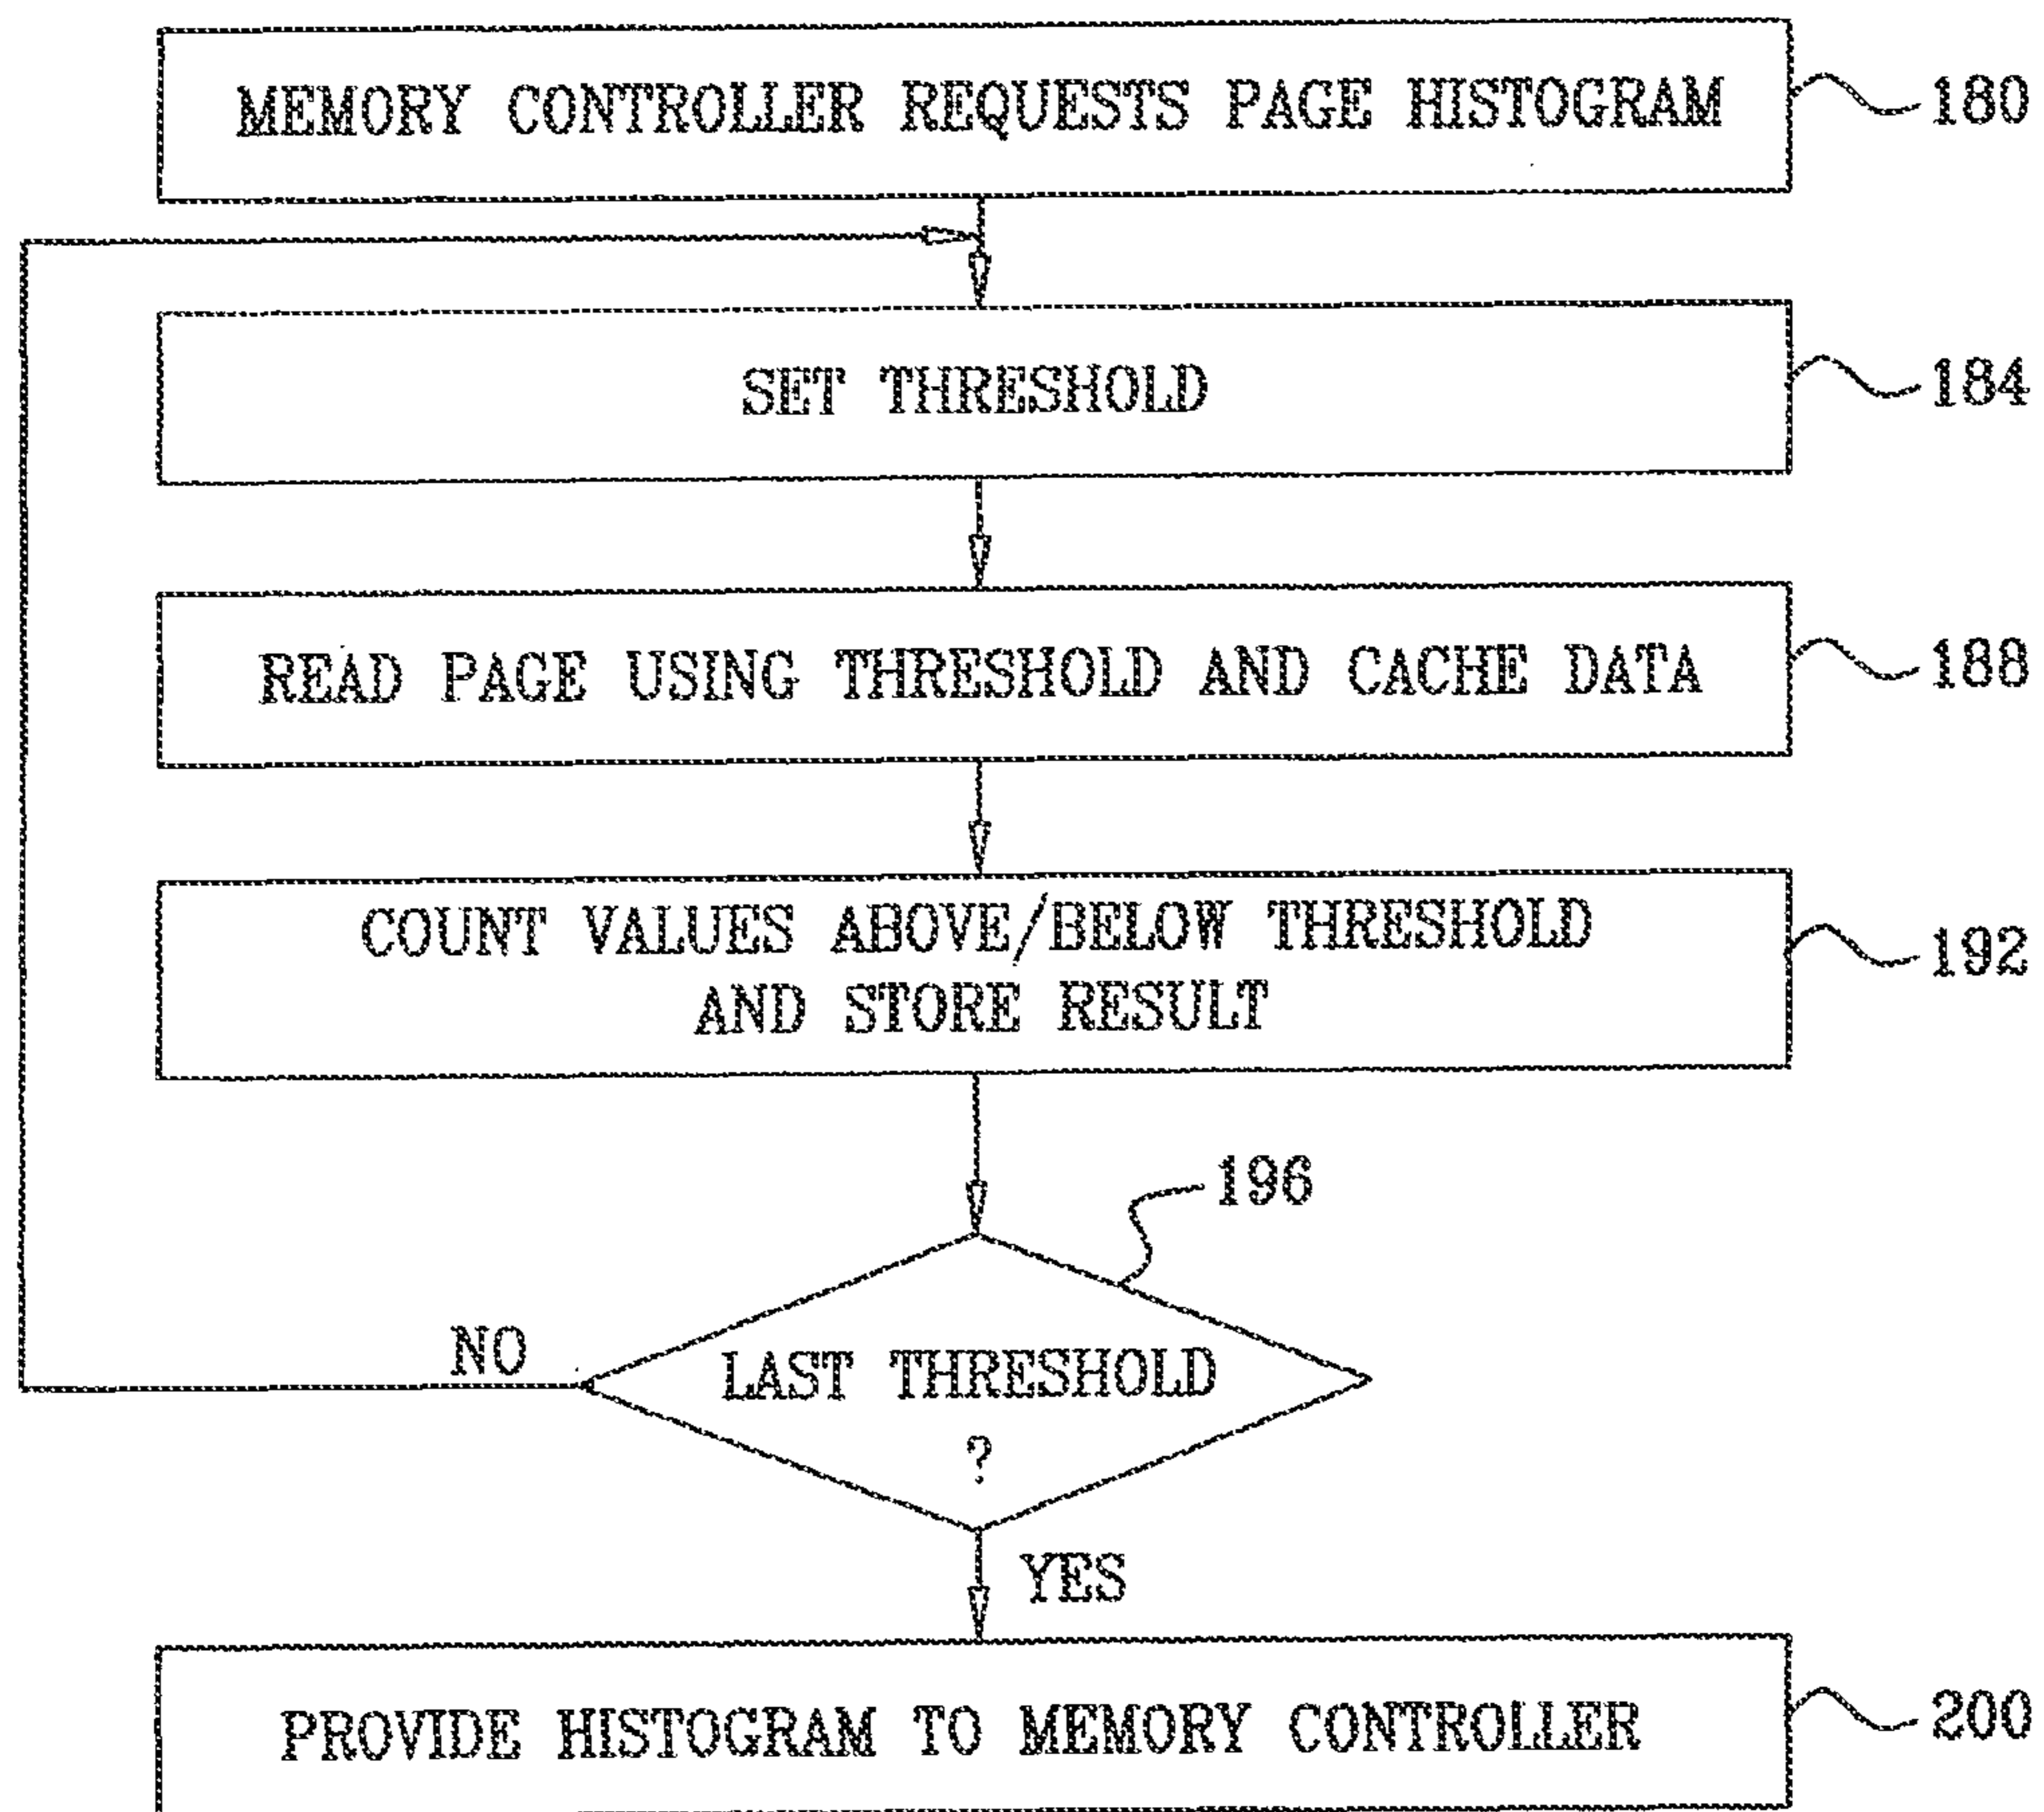 MEMORY CONTROLLER REQUESTS PAGE HISTOGRAM
180
SET THRESHOLD
184
READ PAGE USING THRESHOLD AND CACHE DATA
188
COUNT VALUES ABOVE/BELOW THRESHOLD
AND STORE RESULT
192
196
NO
LAST THRESHOLD
?
YES
PROVIDE HISTOGRAM TO MEMORY CONTROLLER
200